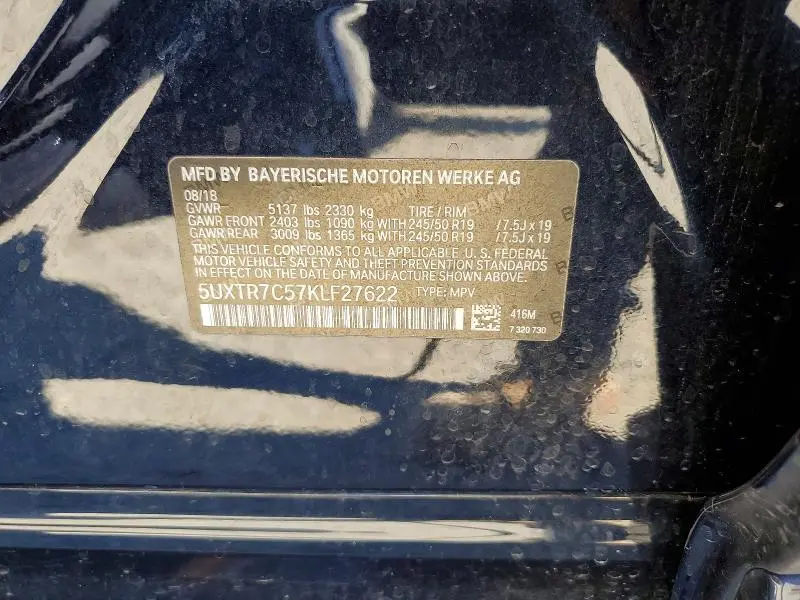 MFD BY BAYERISCHE MOTOREN WERKE AG
08/18
GVWR 5137 lbs 2330 kg TIRE / RIM
GAWR FRONT 2403 lbs 1090 kg WITH 245/50 R19 / 7.5J x 19
GAWR REAR 3009 lbs 1365 kg WITH 245/50 R19 / 7.5J x 19
THIS VEHICLE CONFORMS TO ALL APPLICABLE U. S. FEDERAL
MOTOR VEHICLE SAFETY AND THEFT PREVENTION STANDARDS
IN EFFECT ON THE DATE OF MANUFACTURE SHOWN ABOVE.
5UXTR7C57KLF27622 TYPE: MPV
416M
7 320 730